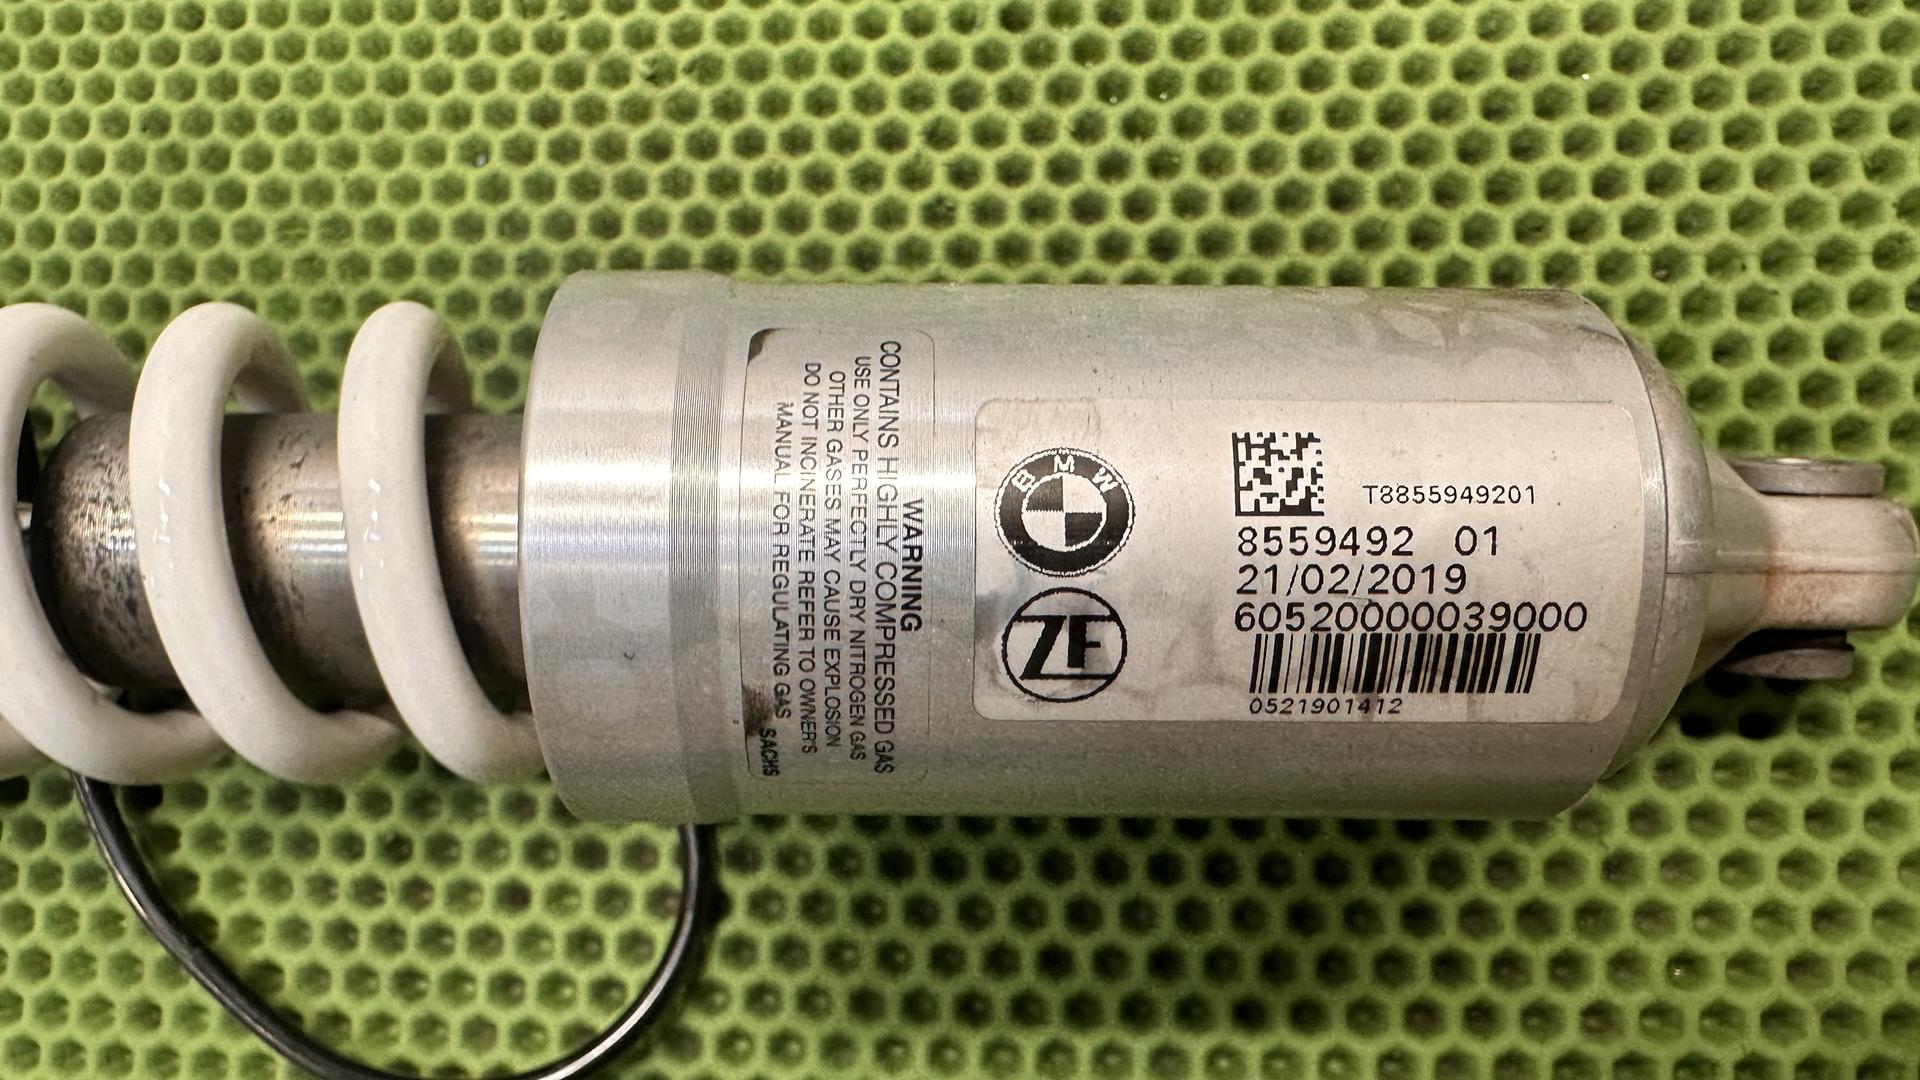 WARNING
CONTAINS HIGHLY COMPRESSED GAS
USE ONLY PERFECTLY DRY NITROGEN GAS
OTHER GASES MAY CAUSE EXPLOSION
DO NOT INCINERATE REFER TO OWNER'S
MANUAL FOR REGULATING GAS
SACHS
BMW
ZF
T8855949201
8559492 01
21/02/2019
60520000039000
0521901412